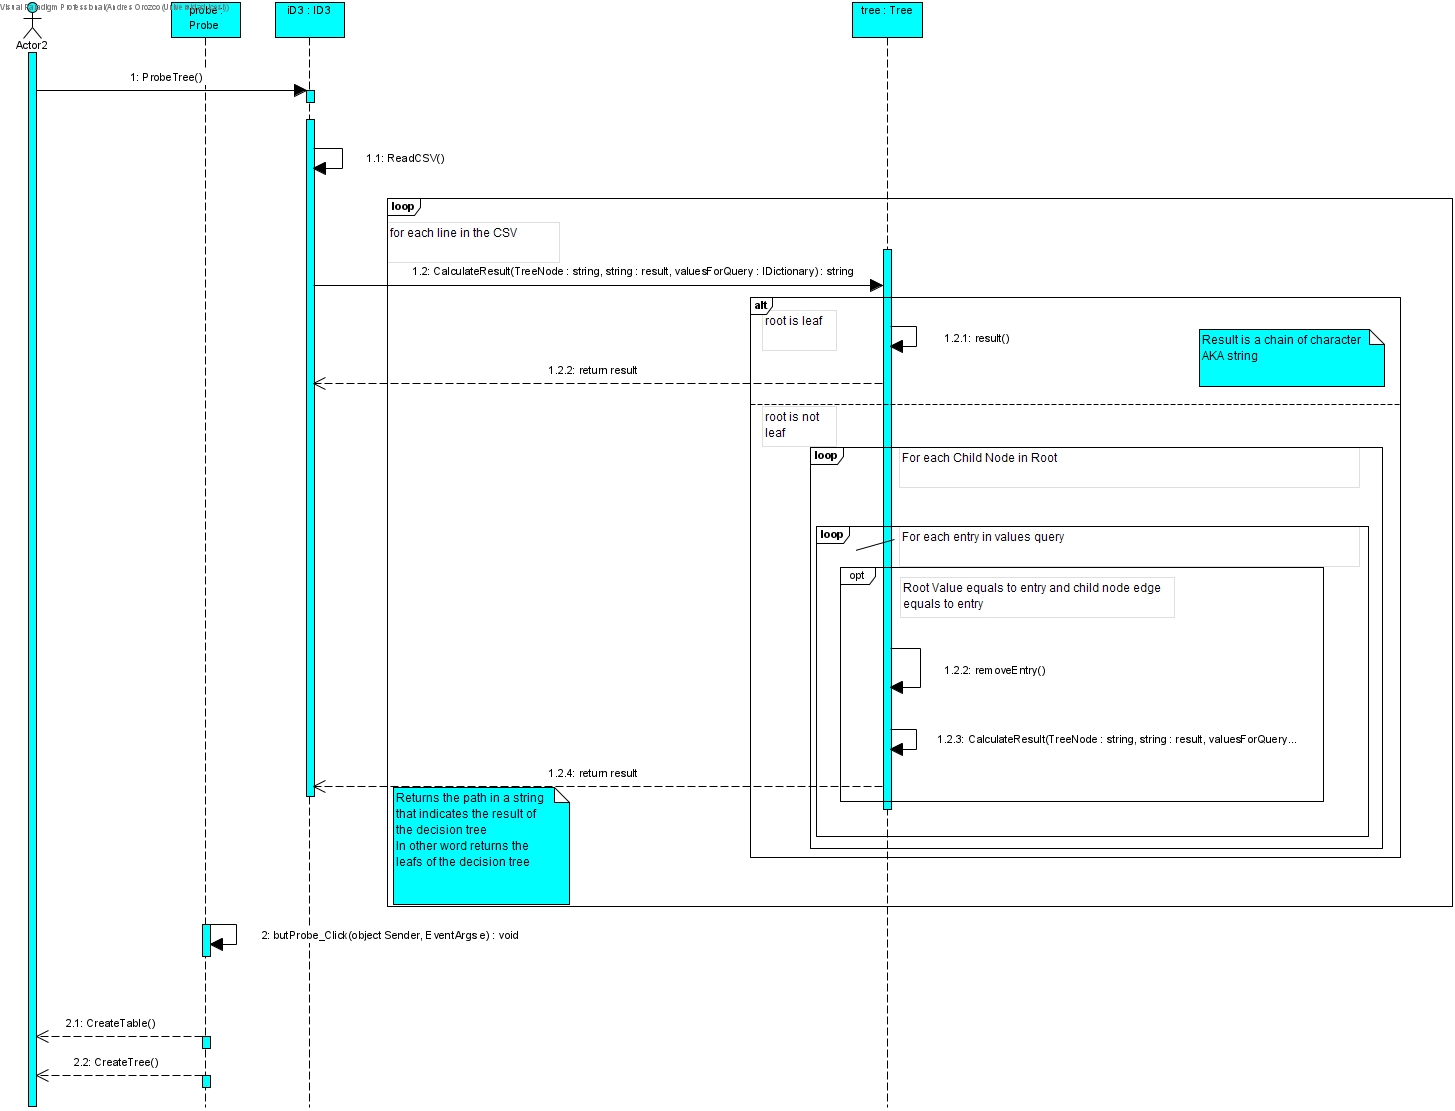 Visual Paradigm Professional(Andres Orozco(Universidad Icesi))
probe :
Probe
iD3 : ID3
tree : Tree
Actor2
1: ProbeTree()
1.1: ReadCSV()
loop
for each line in the CSV
1.2: CalculateResult(TreeNode : string, string : result, valuesForQuery : IDictionary) : string
alt
root is leaf
1.2.1: result()
Result is a chain of character
AKA string
1.2.2: return result
root is not
leaf
loop
For each Child Node in Root
loop
For each entry in values query
opt
Root Value equals to entry and child node edge
equals to entry
1.2.2: removeEntry()
1.2.3: CalculateResult(TreeNode : string, string : result, valuesForQuery...
1.2.4: return result
Returns the path in a string
that indicates the result of
the decision tree
In other word returns the
leafs of the decision tree
2: butProbe_Click(object Sender, EventArgs e) : void
2.1: CreateTable()
2.2: CreateTree()